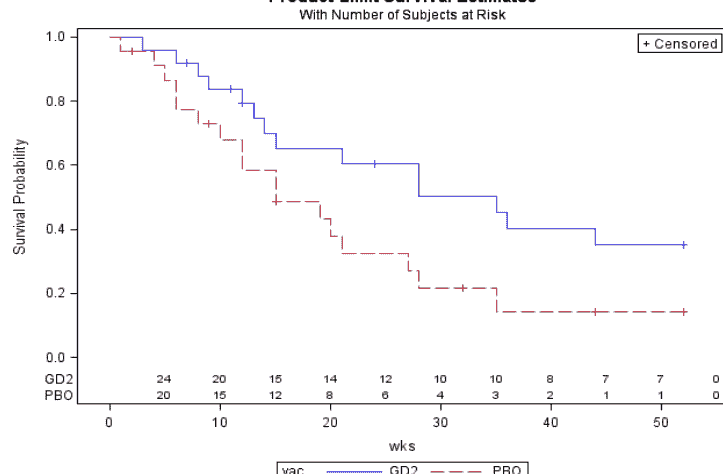 Product-Limit Survival Estimates
With Number of Subjects at Risk
+ Censored
1.0
0.8
0.6
0.4
0.2
0.0
Survival Probability
GD2 24 20 15 14 12 10 10 8 7 7 0
PBO 20 15 12 8 6 4 3 2 1 1 0
0 10 20 30 40 50
wks
vac GD2 PBO